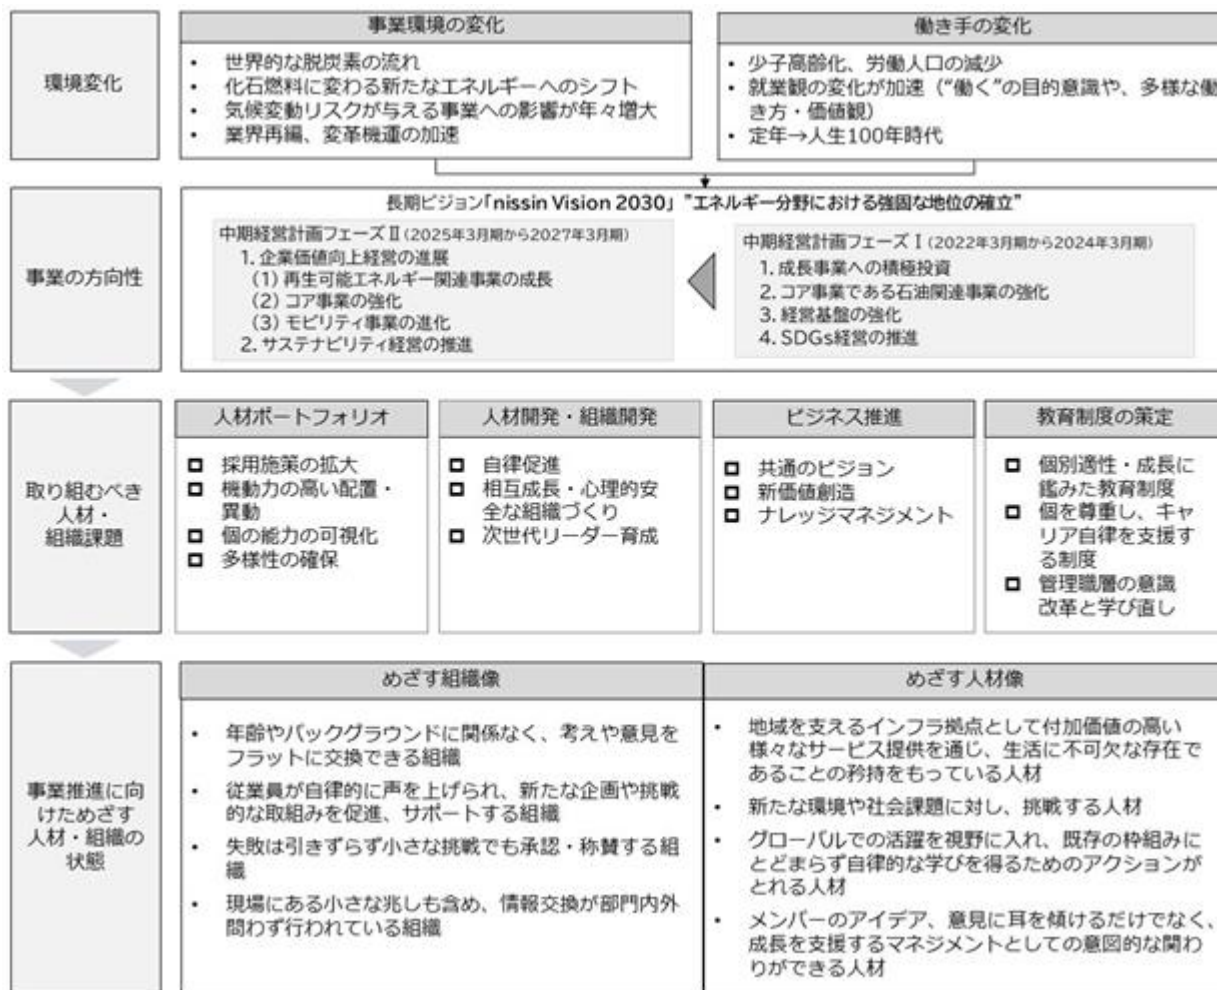 環境変化
事業環境の変化
• 世界的な脱炭素の流れ
• 化石燃料に変わる新たなエネルギーへのシフト
• 気候変動リスクが与える事業への影響が年々増大
• 業界再編、変革機運の加速
働き手の変化
• 少子高齢化、労働人口の減少
• 就業観の変化が加速（“働く”の目的意識や、多様な働
き方・価値観）
• 定年→人生100年時代
事業の方向性
長期ビジョン「nissin Vision 2030」”エネルギー分野における強固な地位の確立”
中期経営計画フェーズⅡ（2025年3月期から2027年3月期）
1. 企業価値向上経営の進展
(1) 再生可能エネルギー関連事業の成長
(2) コア事業の強化
(3) モビリティ事業の進化
2. サステナビリティ経営の推進
中期経営計画フェーズⅠ（2022年3月期から2024年3月期）
1. 成長事業への積極投資
2. コア事業である石油関連事業の強化
3. 経営基盤の強化
4. SDGs経営の推進
取り組むべき
人材・
組織課題
人材ポートフォリオ
採用施策の拡大
機動力の高い配置・
異動
個の能力の可視化
多様性の確保
人材開発・組織開発
自律促進
相互成長・心理的安
全な組織づくり
次世代リーダー育成
ビジネス推進
共通のビジョン
新価値創造
ナレッジマネジメント
教育制度の策定
個別適性・成長に
鑑みた教育制度
個を尊重し、キャ
リア自律を支援す
る制度
管理職層の意識
改革と学び直し
事業推進に向
けためざす
人材・組織の
状態
めざす組織像
• 年齢やバックグラウンドに関係なく、考えや意見を
フラットに交換できる組織
• 従業員が自律的に声を上げられ、新たな企画や挑戦
的な取組みを促進、サポートする組織
• 失敗は引きずらず小さな挑戦でも承認・称賛する組
織
• 現場にある小さな兆しも含め、情報交換が部門内外
問わず行われている組織
めざす人材像
• 地域を支えるインフラ拠点として付加価値の高い
様々なサービス提供を通じ、生活に不可欠な存在で
あることの矜持をもっている人材
• 新たな環境や社会課題に対し、挑戦する人材
• グローバルでの活躍を視野に入れ、既存の枠組みに
とどまらず自律的な学びを得るためのアクションが
とれる人材
• メンバーのアイデア、意見に耳を傾けるだけでなく、
成長を支援するマネジメントとしての意図的な関わ
りができる人材